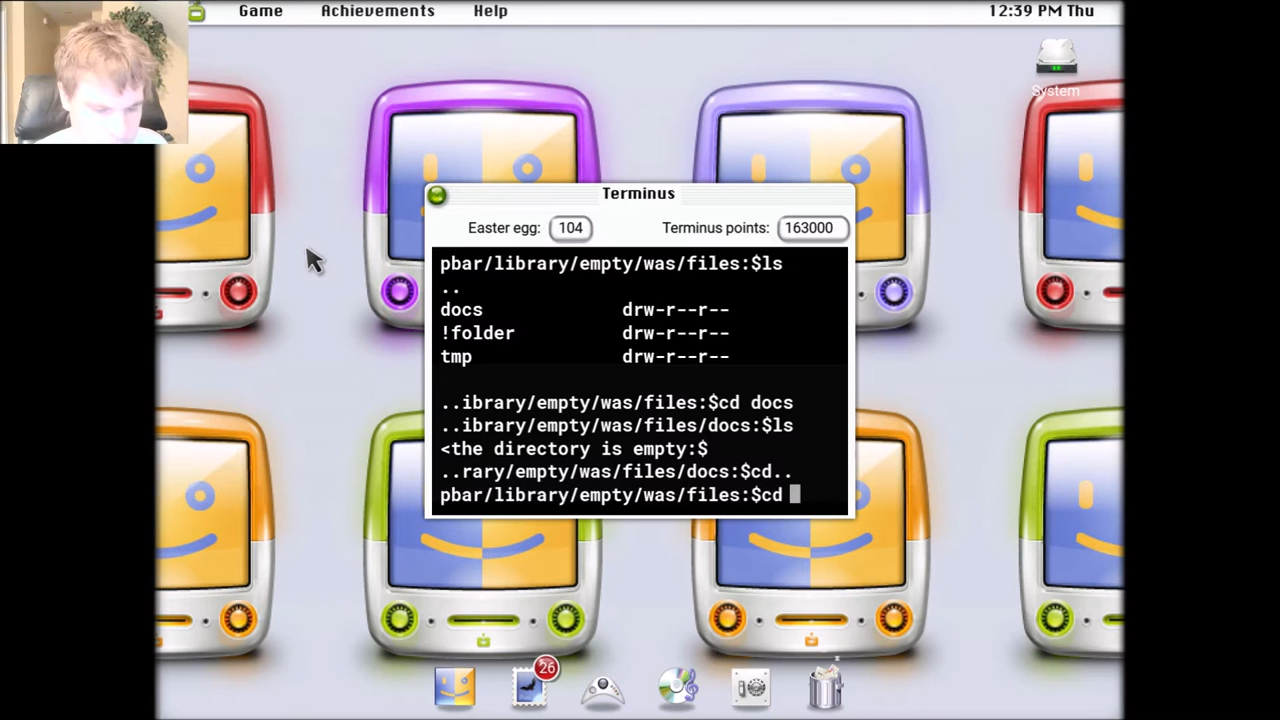 Game Achievements Help 12:39 PM Thu
System
Terminus
Easter egg: 104 Terminus points: 163000
pbar/library/empty/was/files:$ls
..
docs drw-r--r--
!folder drw-r--r--
tmp drw-r--r--
..ibrary/empty/was/files:$cd docs
..ibrary/empty/was/files/docs:$ls
<the directory is empty:$
..rary/empty/was/files/docs:$cd..
pbar/library/empty/was/files:$cd
26